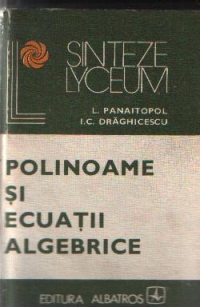 SINTEZE
LYCEUM
L. PANAITOPOL
I.C. DRĂGHICESCU
POLINOAME
ȘI
ECUAȚII
ALGEBRICE
EDITURA ALBATROS